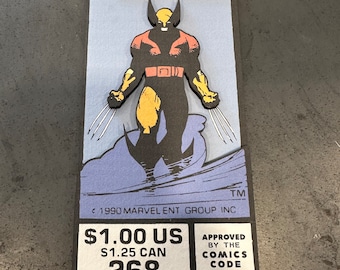 TM
© 1990 MARVEL ENT GROUP INC
$1.00 US
$1.25 CAN
268
APPROVED
BY THE
COMICS
CODE